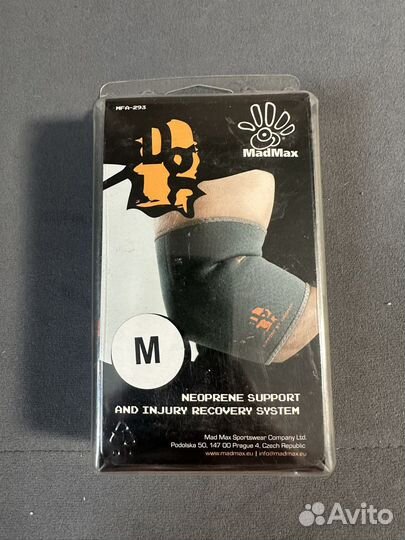 MFA-293
MadMax
M
NEOPRENE SUPPORT
AND INJURY RECOVERY SYSTEM
Mad Max Sportswear Company Ltd.
Podolska 50, 147 00 Prague 4, Czech Republic
www.madmax.eu | info@madmax.eu
Avito